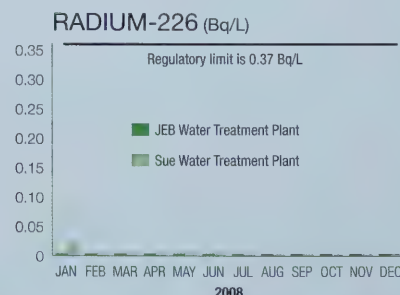 RADIUM-226 (Bq/L)
0.35
Regulatory limit is 0.37 Bq/L
0.30
0.25
0.20
JEB Water Treatment Plant
0.15
Sue Water Treatment Plant
0.10
0.05
0
JAN FEB MAR APR MAY JUN JUL AUG SEP OCT NOV DEC
2008